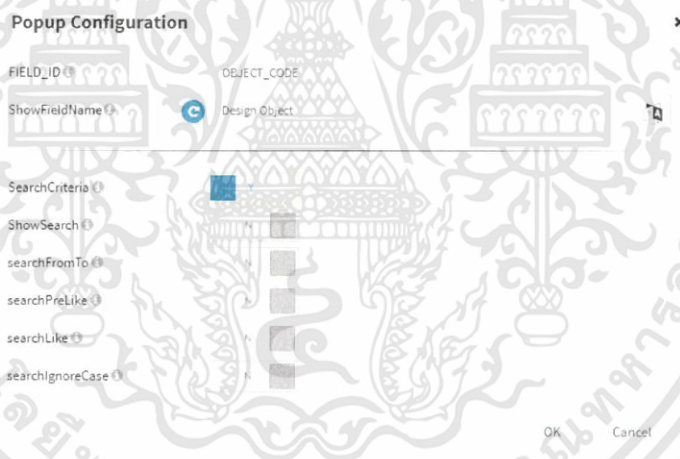 Popup Configuration
FIELD_ID OBJECT_CODE
ShowFieldName Design Object
SearchCriteria Y
ShowSearch N
searchFromTo N
searchPreLike N
searchLike N
searchIgnoreCase N
OK Cancel